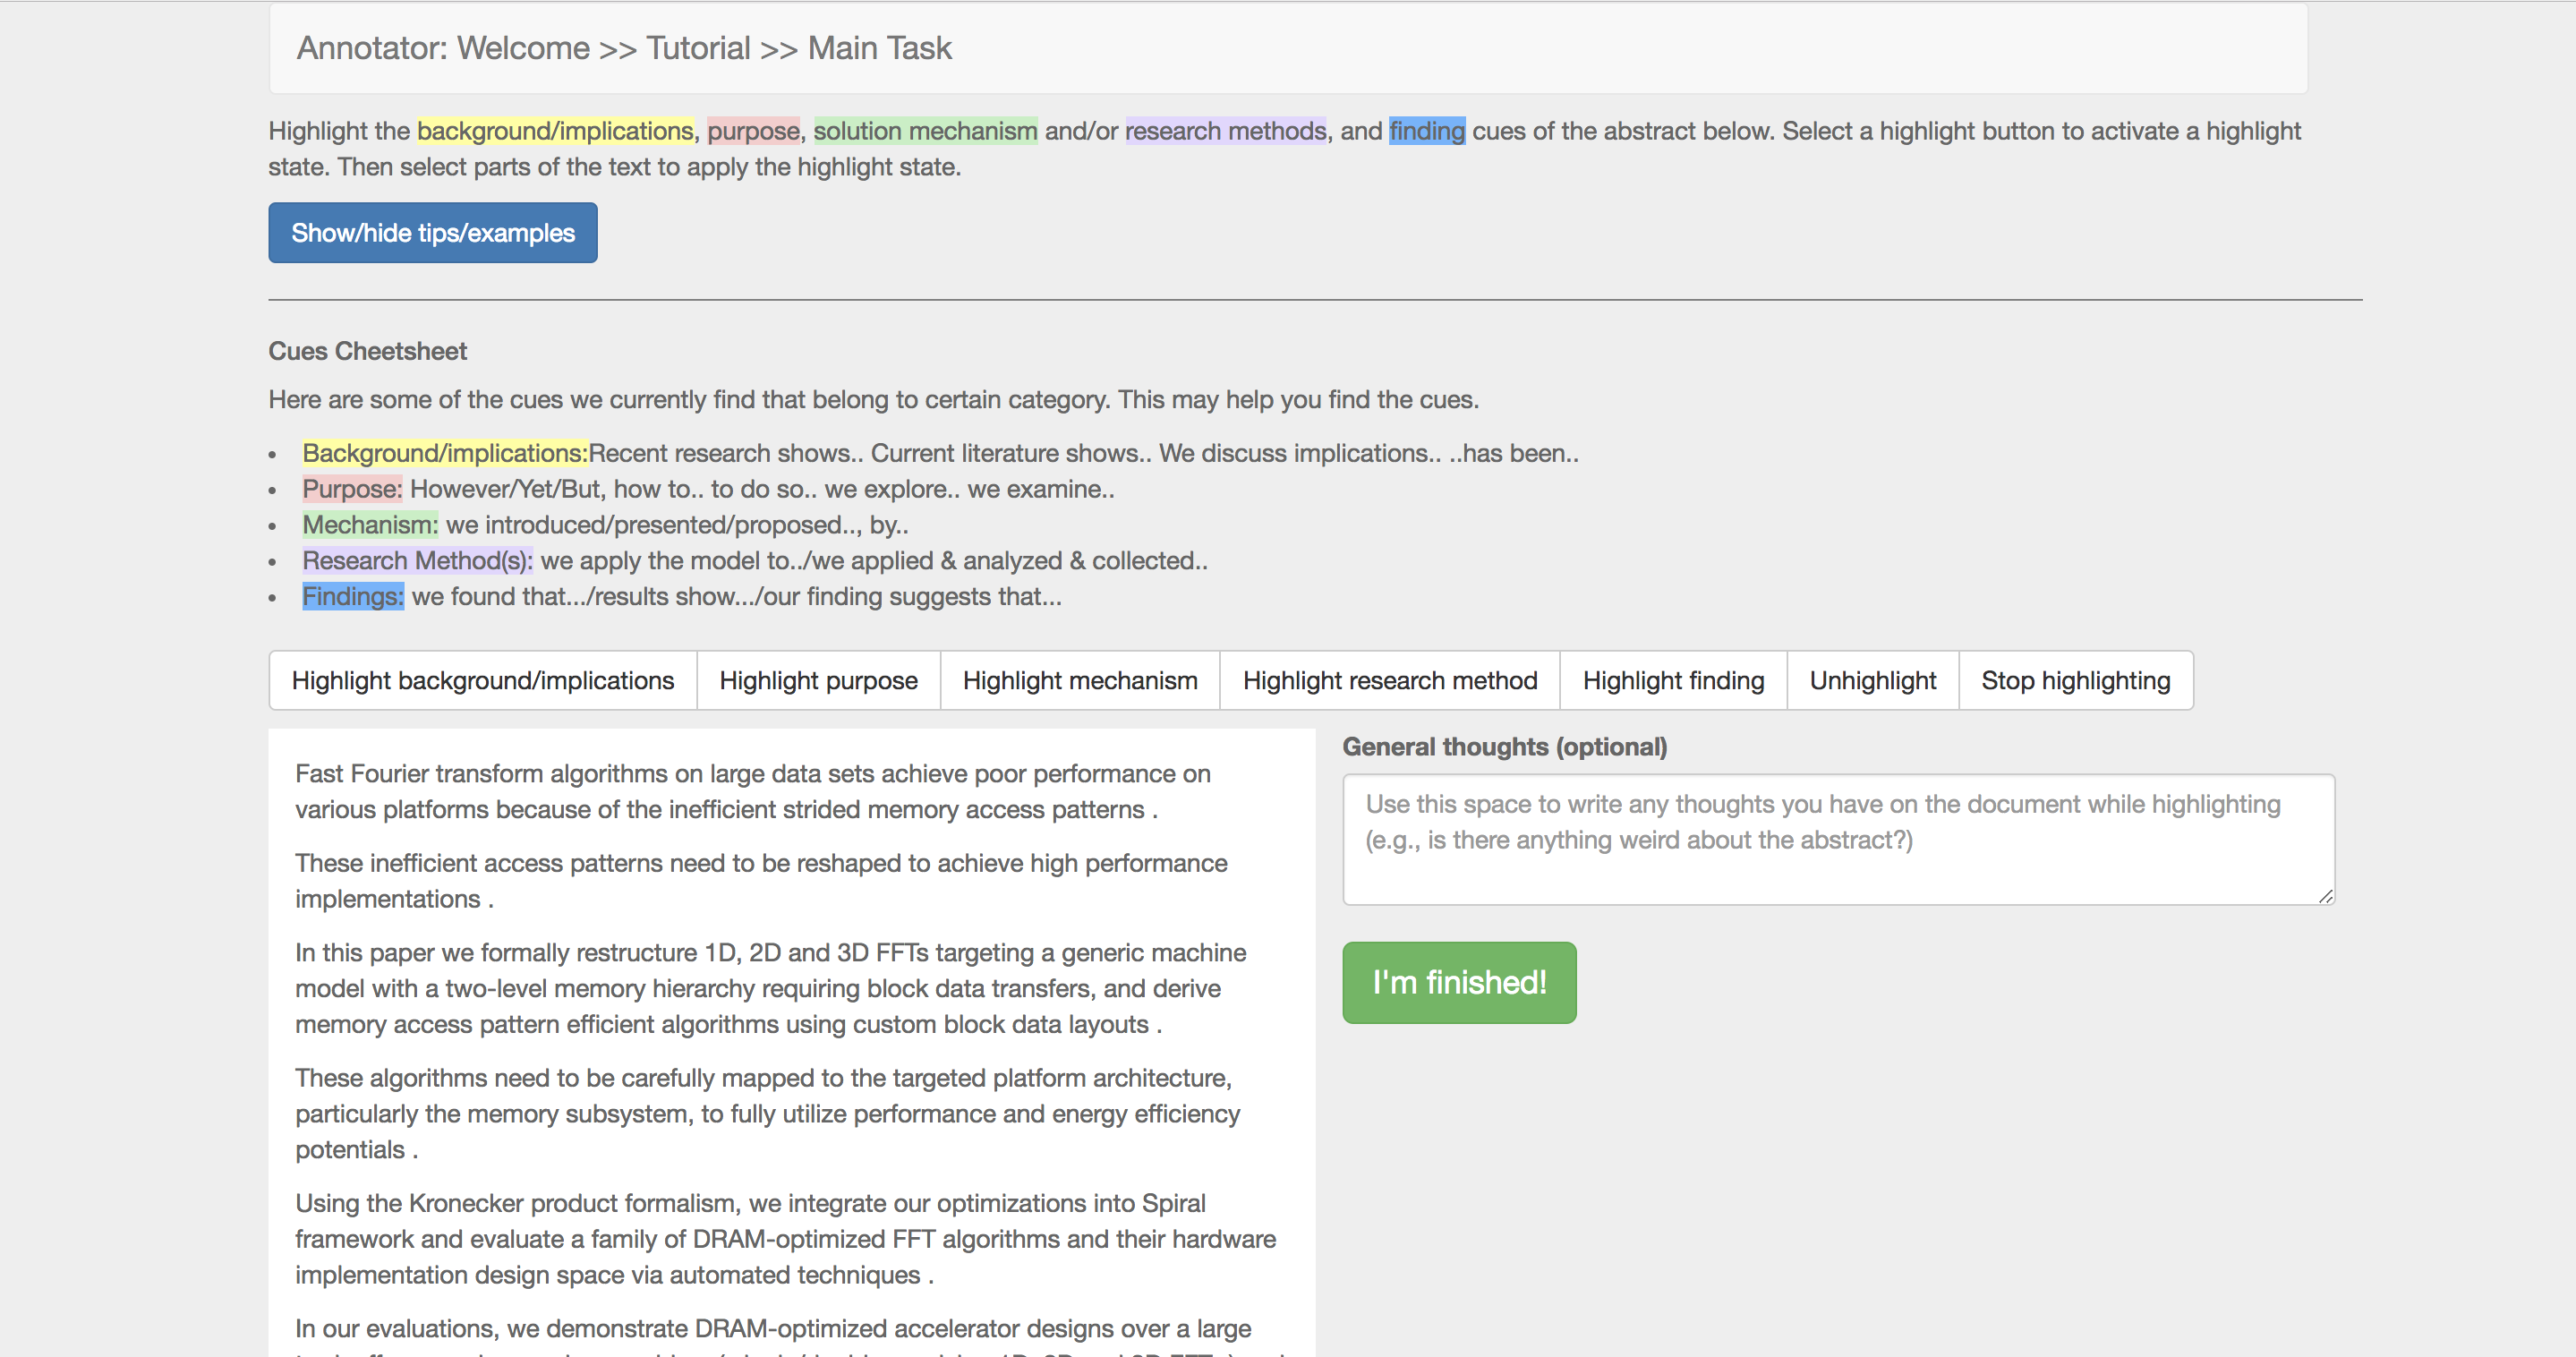 Annotator: Welcome >> Tutorial >> Main Task
Highlight the background/implications, purpose, solution mechanism and/or research methods, and finding cues of the abstract below. Select a highlight button to activate a highlight
state. Then select parts of the text to apply the highlight state.
Show/hide tips/examples
Cues Cheetsheet
Here are some of the cues we currently find that belong to certain category. This may help you find the cues.
• Background/implications:Recent research shows.. Current literature shows.. We discuss implications.. ..has been..
• Purpose: However/Yet/But, how to.. to do so.. we explore.. we examine..
• Mechanism: we introduced/presented/proposed.., by..
• Research Method(s): we apply the model to../we applied & analyzed & collected..
• Findings: we found that.../results show.../our finding suggests that...
Highlight background/implications Highlight purpose Highlight mechanism Highlight research method Highlight finding Unhighlight Stop highlighting
Fast Fourier transform algorithms on large data sets achieve poor performance on
various platforms because of the inefficient strided memory access patterns .
These inefficient access patterns need to be reshaped to achieve high performance
implementations .
In this paper we formally restructure 1D, 2D and 3D FFTs targeting a generic machine
model with a two-level memory hierarchy requiring block data transfers, and derive
memory access pattern efficient algorithms using custom block data layouts .
These algorithms need to be carefully mapped to the targeted platform architecture,
particularly the memory subsystem, to fully utilize performance and energy efficiency
potentials .
Using the Kronecker product formalism, we integrate our optimizations into Spiral
framework and evaluate a family of DRAM-optimized FFT algorithms and their hardware
implementation design space via automated techniques .
In our evaluations, we demonstrate DRAM-optimized accelerator designs over a large
General thoughts (optional)
Use this space to write any thoughts you have on the document while highlighting
(e.g., is there anything weird about the abstract?)
I'm finished!